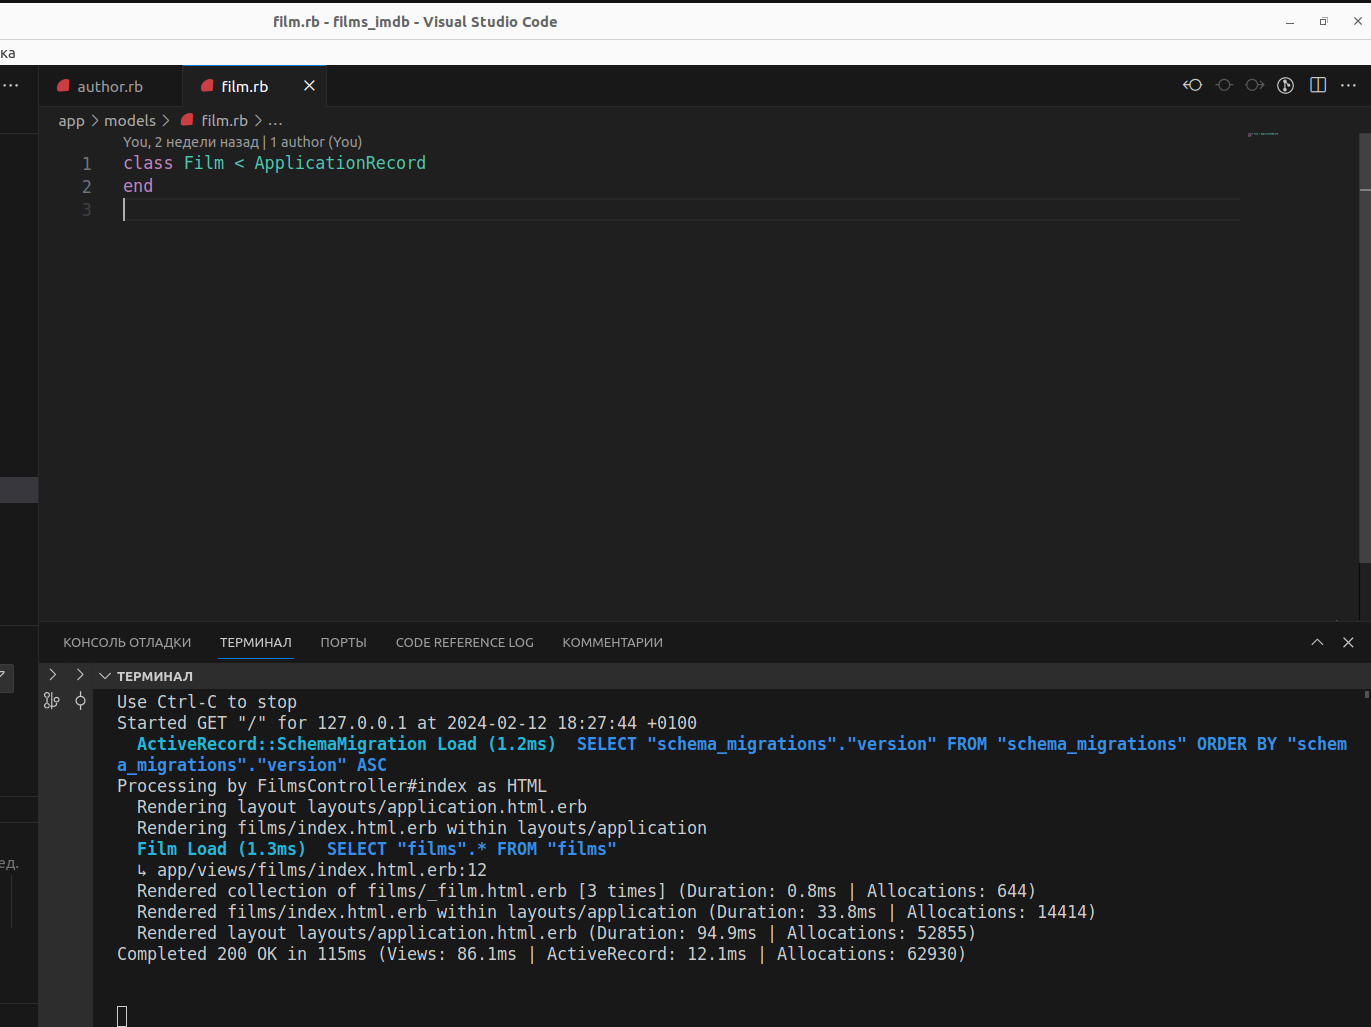 film.rb - films_imdb - Visual Studio Code
ка
author.rb
film.rb
app > models > film.rb > ...
You, 2 недели назад | 1 author (You)
1 class Film < ApplicationRecord
2 end
3
КОНСОЛЬ ОТЛАДКИ ТЕРМИНАЛ ПОРТЫ CODE REFERENCE LOG КОММЕНТАРИИ
ТЕРМИНАЛ
Use Ctrl-C to stop
Started GET "/" for 127.0.0.1 at 2024-02-12 18:27:44 +0100
ActiveRecord::SchemaMigration Load (1.2ms) SELECT "schema_migrations"."version" FROM "schema_migrations" ORDER BY "schem
a_migrations"."version" ASC
Processing by FilmsController#index as HTML
Rendering layout layouts/application.html.erb
Rendering films/index.html.erb within layouts/application
Film Load (1.3ms) SELECT "films".* FROM "films"
↳ app/views/films/index.html.erb:12
Rendered collection of films/_film.html.erb [3 times] (Duration: 0.8ms | Allocations: 644)
ед.
Rendered films/index.html.erb within layouts/application (Duration: 33.8ms | Allocations: 14414)
Rendered layout layouts/application.html.erb (Duration: 94.9ms | Allocations: 52855)
Completed 200 OK in 115ms (Views: 86.1ms | ActiveRecord: 12.1ms | Allocations: 62930)